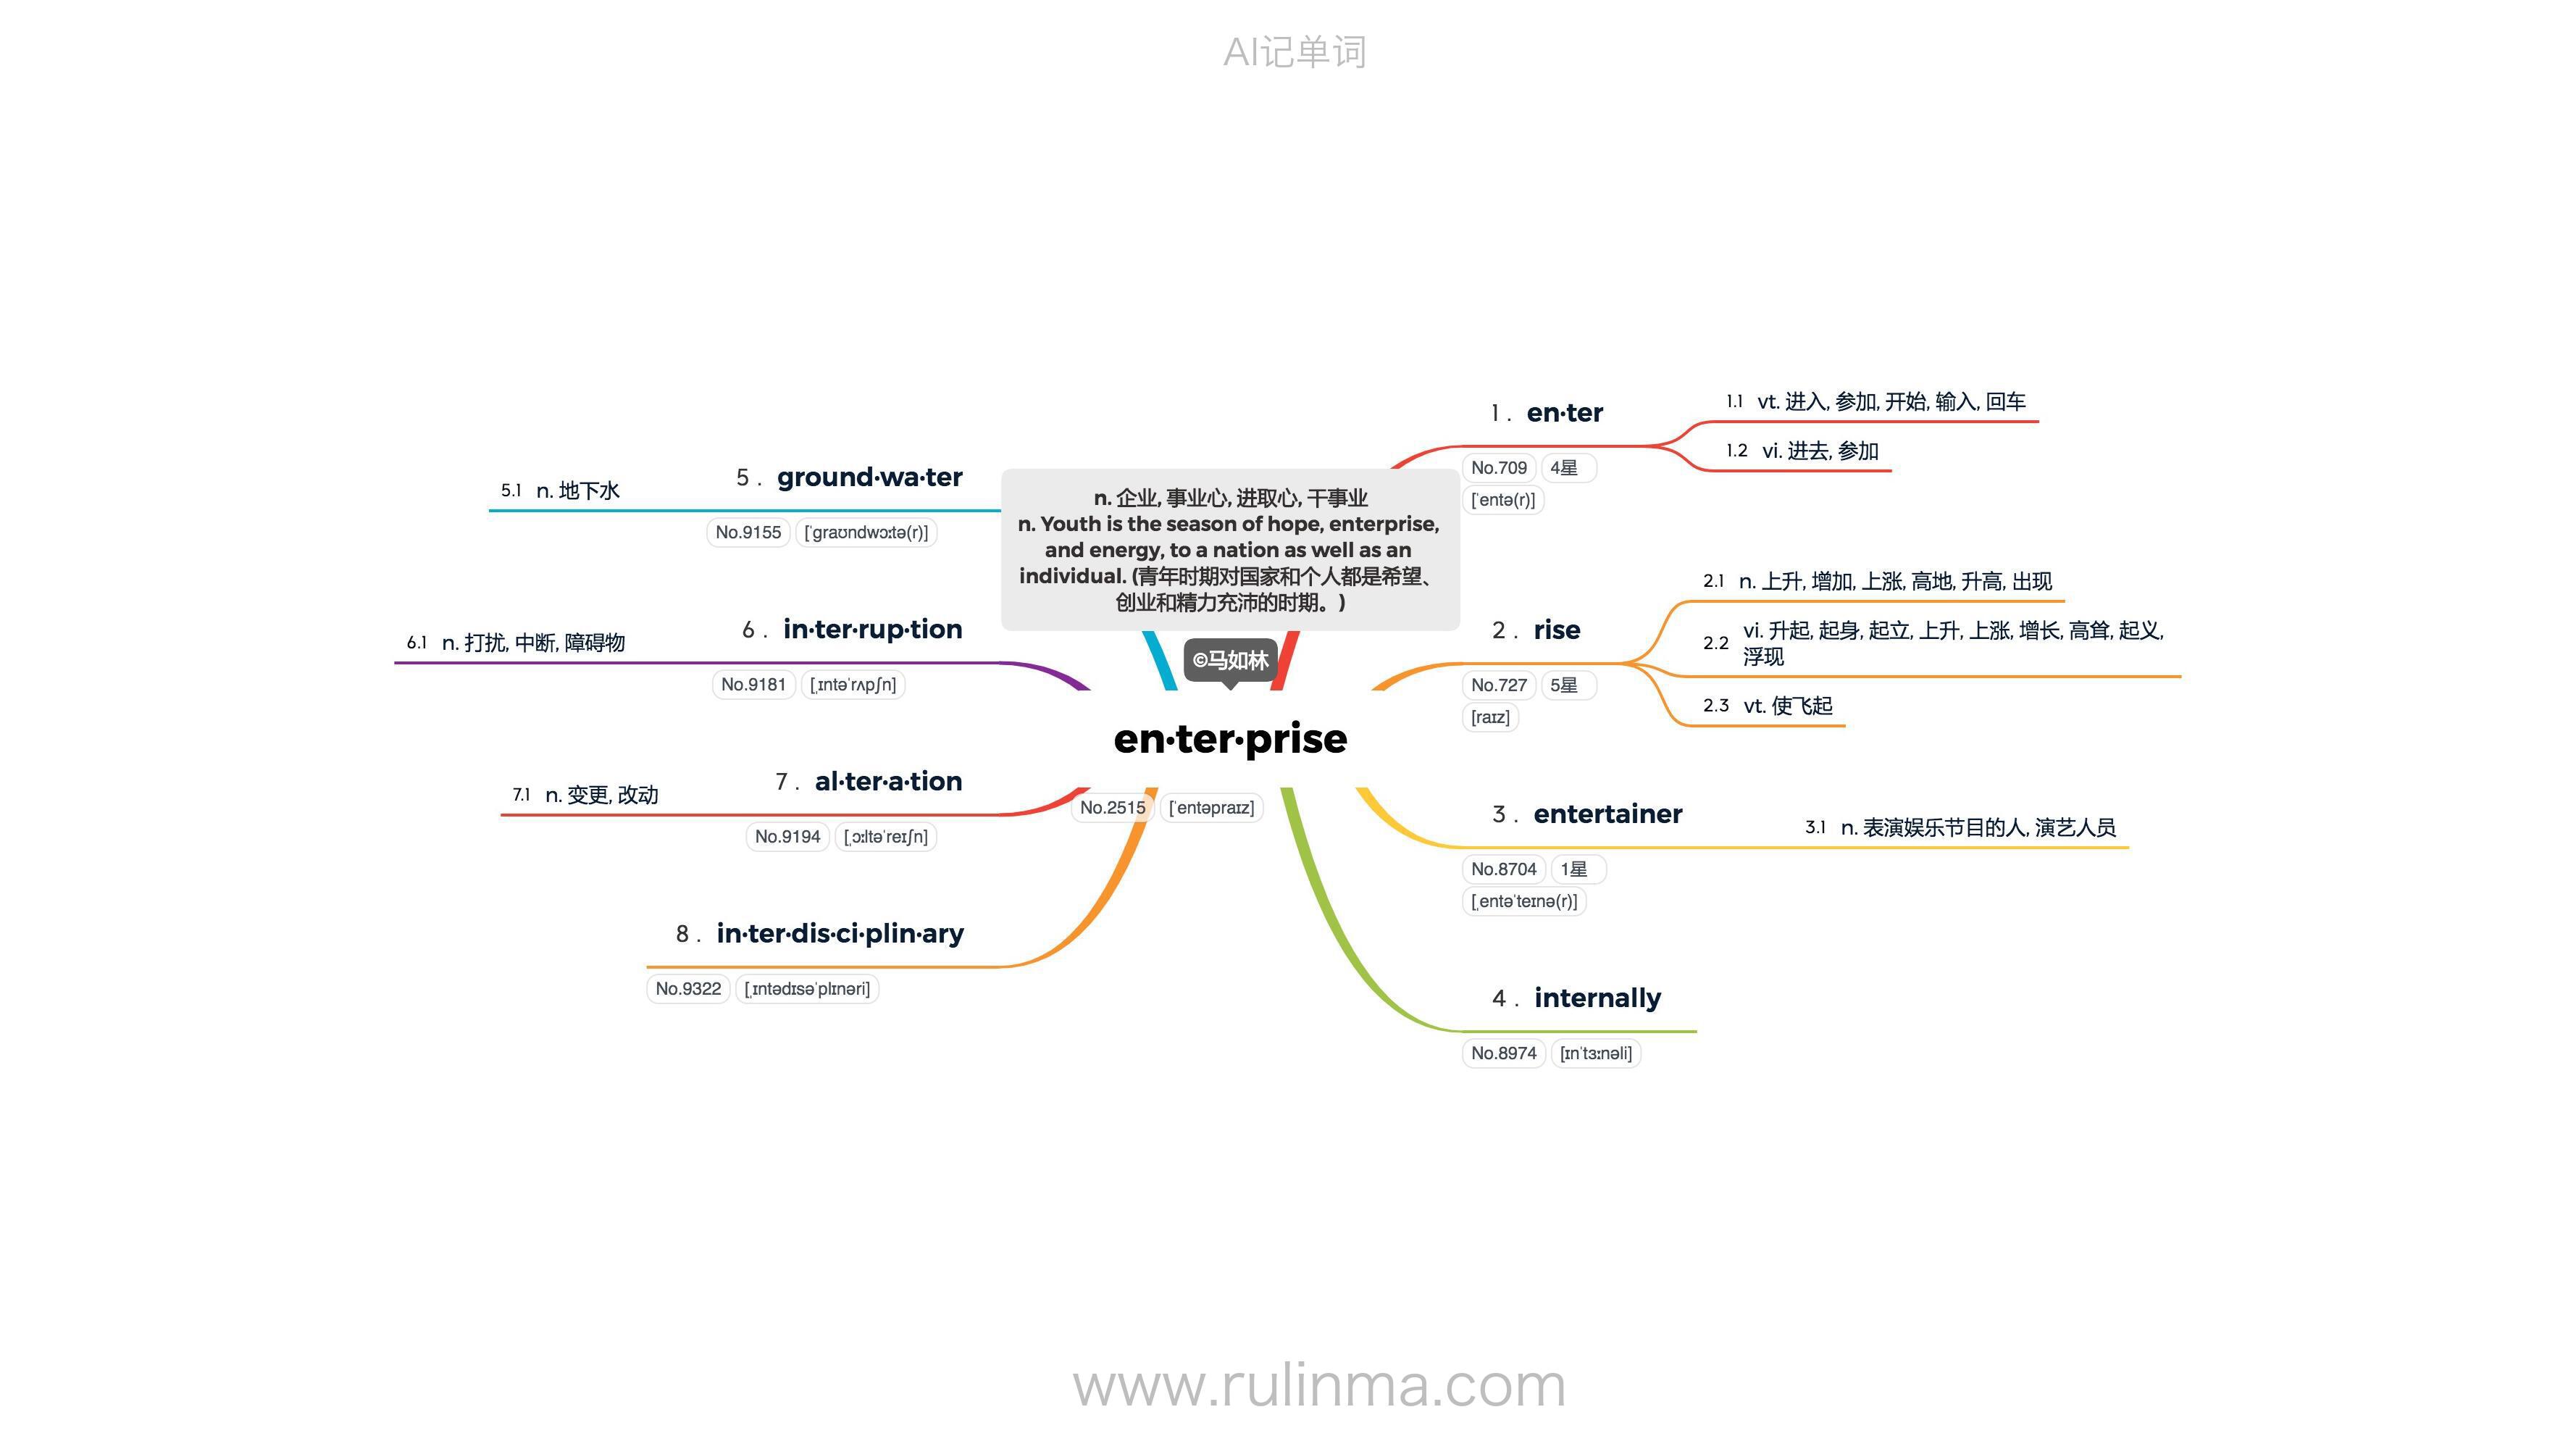 AI记单词
n. 企业, 事业心, 进取心, 干事业
n. Youth is the season of hope, enterprise,
and energy, to a nation as well as an
individual. (青年时期对国家和个人都是希望、
创业和精力充沛的时期。)
©马如林
en·ter·prise
No.2515 [ˈentəpraɪz]
1 . en·ter
No.709 4星
[ˈentə(r)]
1.1 vt. 进入, 参加, 开始, 输入, 回车
1.2 vi. 进去, 参加
2 . rise
No.727 5星
[raɪz]
2.1 n. 上升, 增加, 上涨, 高地, 升高, 出现
2.2 vi. 升起, 起身, 起立, 上升, 上涨, 增长, 高耸, 起义,
浮现
2.3 vt. 使飞起
3 . entertainer
No.8704 1星
[ˌentəˈteɪnə(r)]
3.1 n. 表演娱乐节目的人, 演艺人员
4 . internally
No.8974 [ɪnˈtɜːnəli]
5 . ground·wa·ter
No.9155 [ˈɡraʊndwɔːtə(r)]
5.1 n. 地下水
6 . in·ter·rup·tion
No.9181 [ˌɪntəˈrʌpʃn]
6.1 n. 打扰, 中断, 障碍物
7 . al·ter·a·tion
No.9194 [ˌɔːltəˈreɪʃn]
7.1 n. 变更, 改动
8 . in·ter·dis·ci·plin·ary
No.9322 [ˌɪntədɪsəˈplɪnəri]
www.rulinma.com